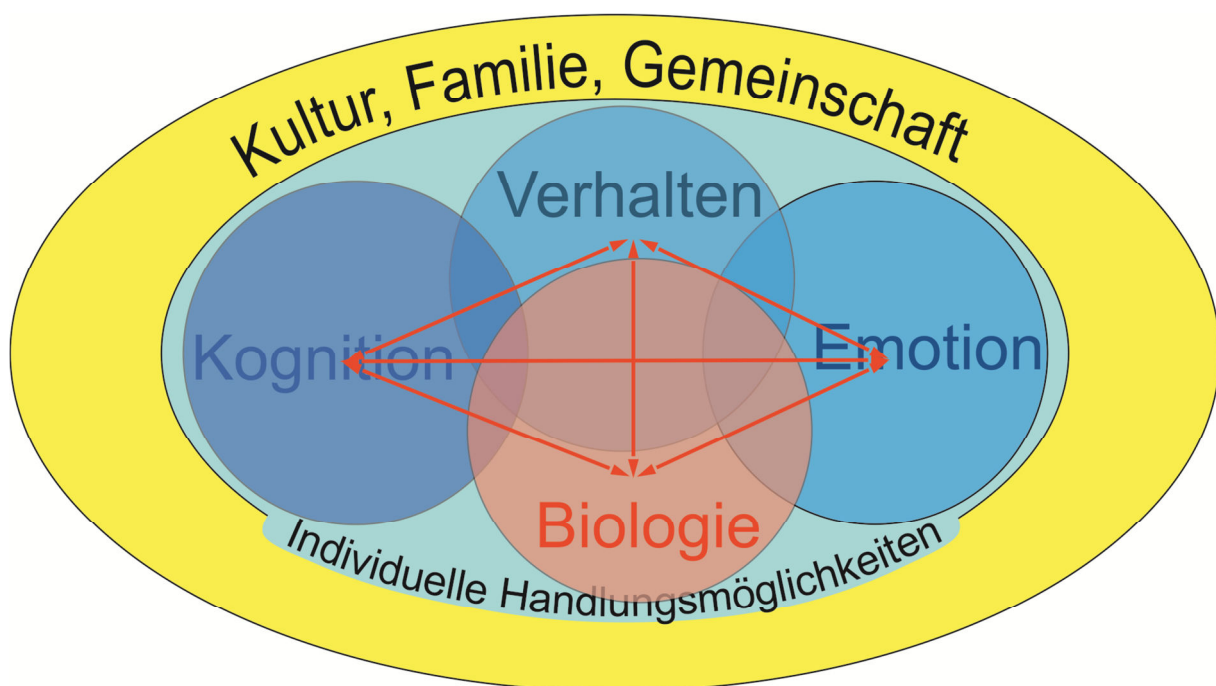 Kultur, Familie, Gemeinschaft
Verhalten
Kognition
Emotion
Biologie
Individuelle Handlungsmöglichkeiten